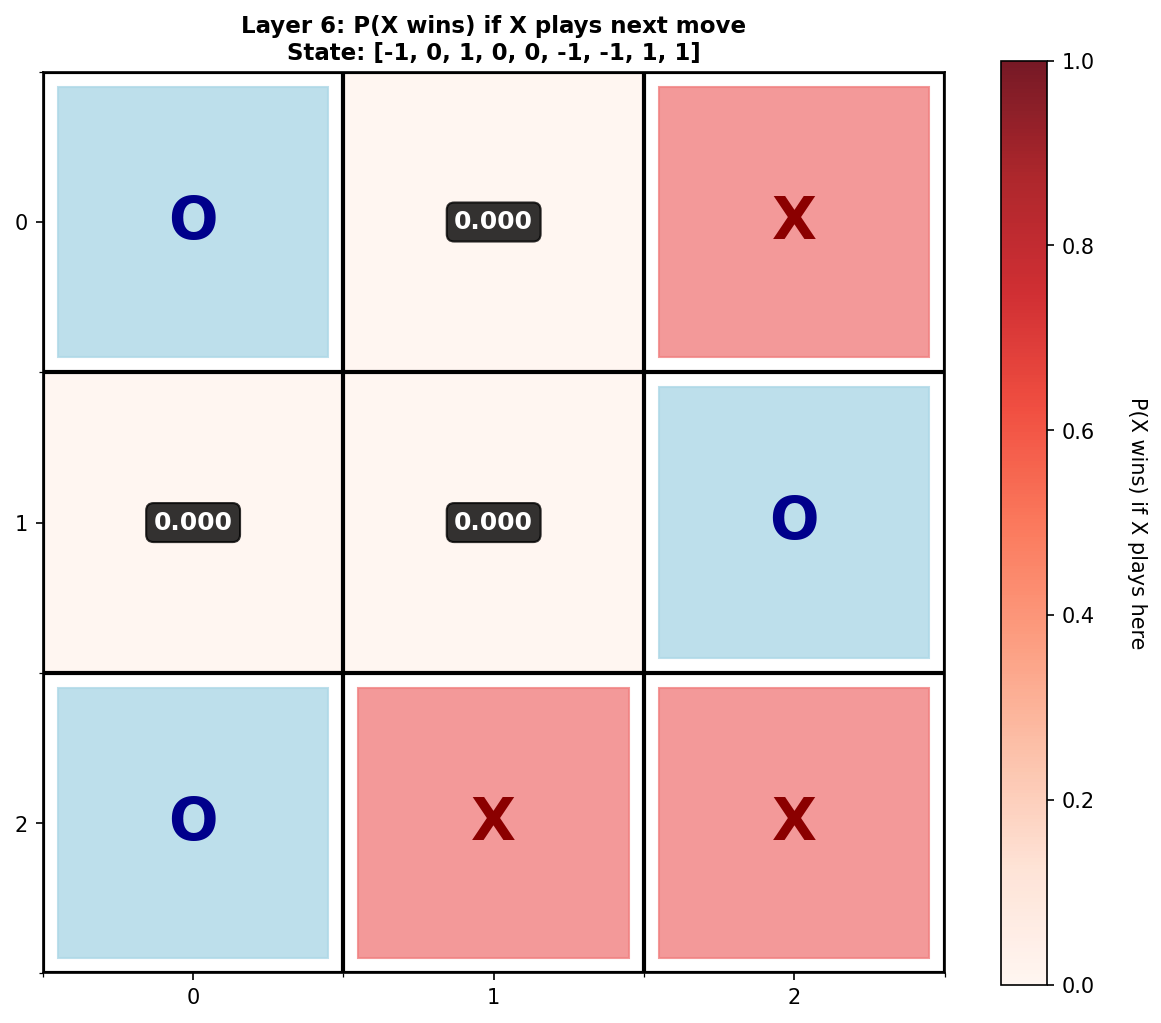 Layer 6: P(X wins) if X plays next move
State: [-1, 0, 1, 0, 0, -1, -1, 1, 1]
0
O
0.000
X
1
0.000
0.000
O
2
O
X
X
0
1
2
1.0
0.8
0.6
0.4
0.2
0.0
P(X wins) if X plays here